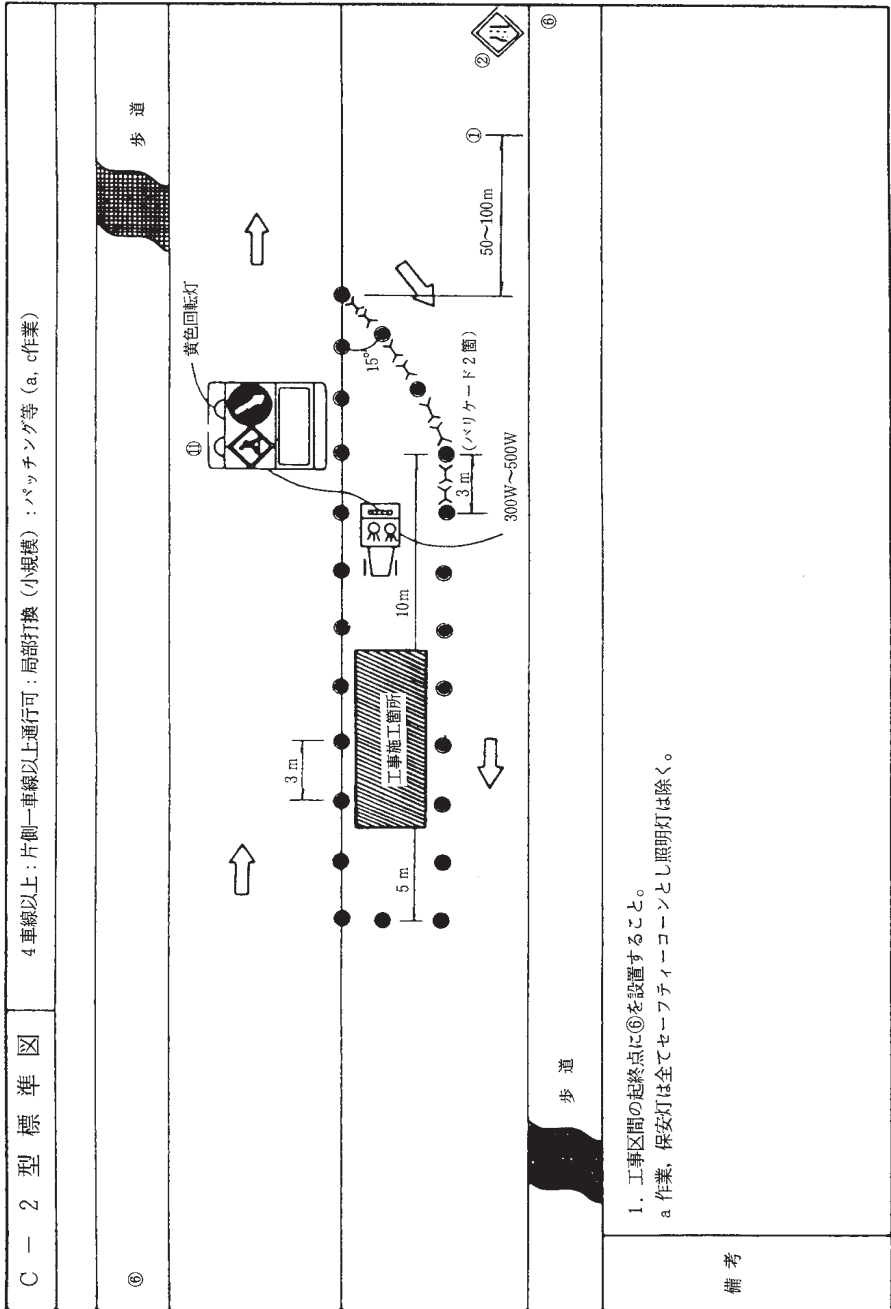 C － 2 型 標 準 図
4車線以上：片側一車線以上通行可：局部打換（小規模）：パッチング等（a, c作業）
⑥
歩 道
黄色回転灯
⑪
15°
(バリケード2箇)
3 m
300W〜500W
10m
50〜100m
①
②
⑥
3 m
工事施工箇所
5 m
歩 道
備 考
1．工事区間の起終点に⑥を設置すること。
a 作業，保安灯は全てセーフティーコーンとし照明灯は除く。